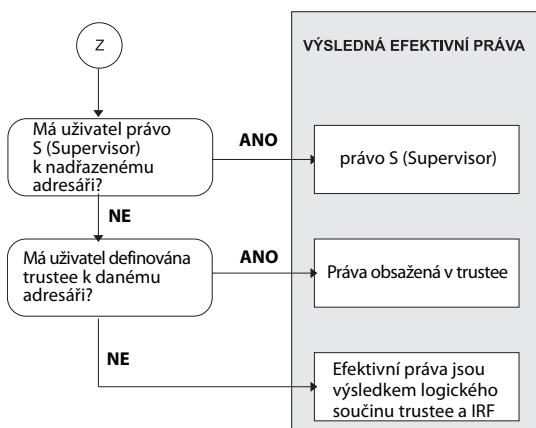 Z
VÝSLEDNÁ EFEKTIVNÍ PRÁVA
Má uživatel právo
S (Supervisor)
k nadřazenému
adresáři?
ANO
právo S (Supervisor)
NE
Má uživatel definována
trustee k danému
adresáři?
ANO
Práva obsažená v trustee
NE
Efektivní práva jsou
výsledkem logického
součinu trustee a IRF